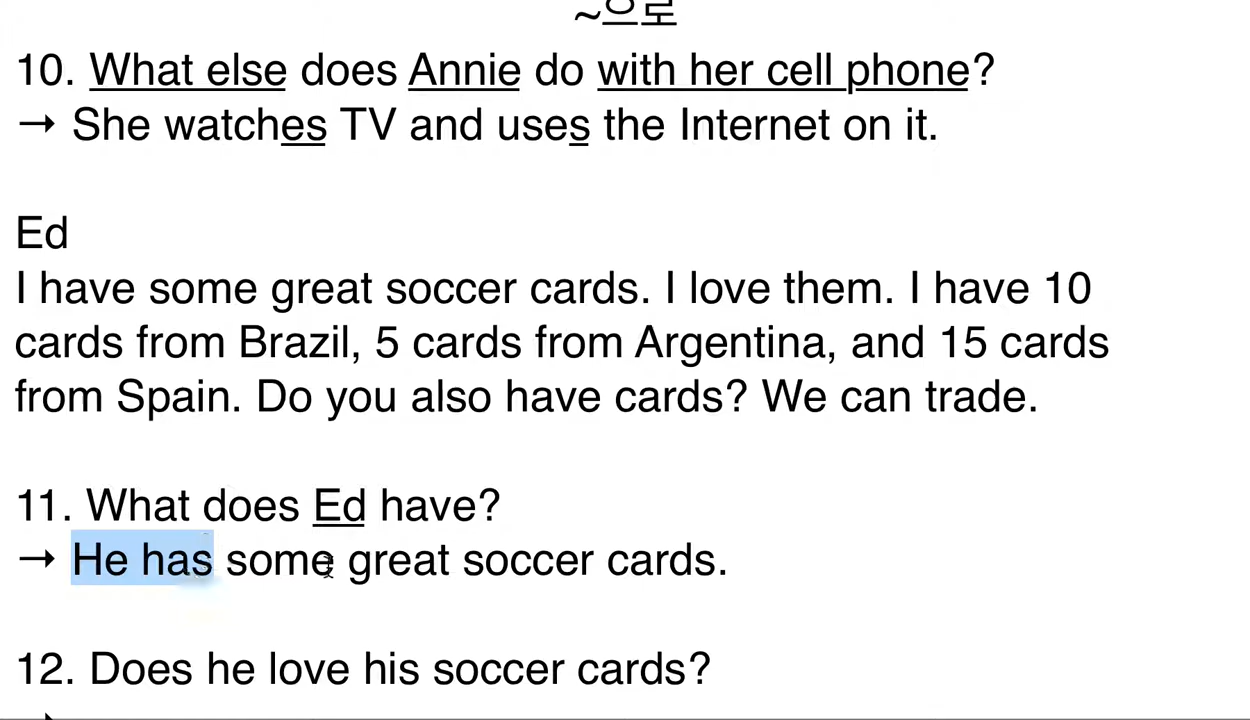 ~으로
10. What else does Annie do with her cell phone?
→ She watches TV and uses the Internet on it.
Ed
I have some great soccer cards. I love them. I have 10
cards from Brazil, 5 cards from Argentina, and 15 cards
from Spain. Do you also have cards? We can trade.
11. What does Ed have?
→ He has some great soccer cards.
12. Does he love his soccer cards?